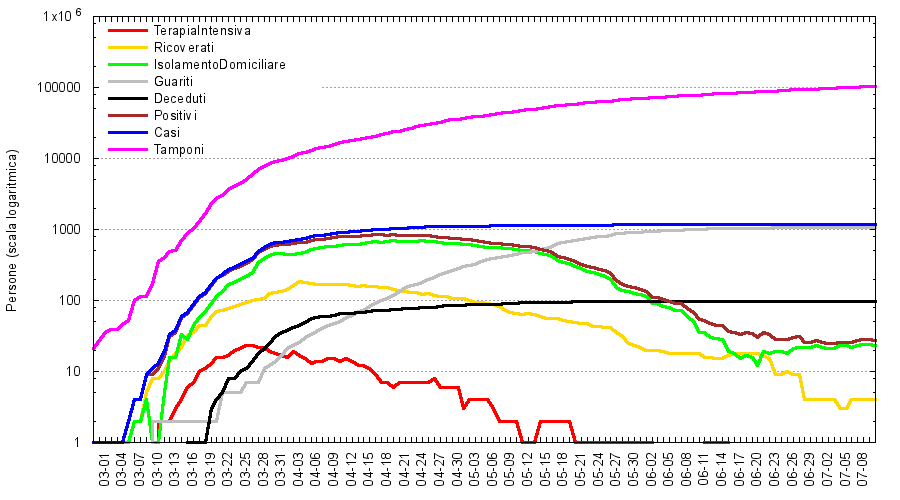 1x10 6
100000
10000
1000
100
10
1
Persone (scala logaritmica)
TerapiaIntensiva
Ricoverati
IsolamentoDomiciliare
Guariti
Deceduti
Positivi
Casi
Tamponi
03-01 03-04 03-07 03-10 03-13 03-16 03-19 03-22 03-25 03-28 03-31 04-03 04-06 04-09 04-12 04-15 04-18 04-21 04-24 04-27 04-30 05-03 05-06 05-09 05-12 05-15 05-18 05-21 05-24 05-27 05-30 06-02 06-05 06-08 06-11 06-14 06-17 06-20 06-23 06-26 06-29 07-02 07-05 07-08